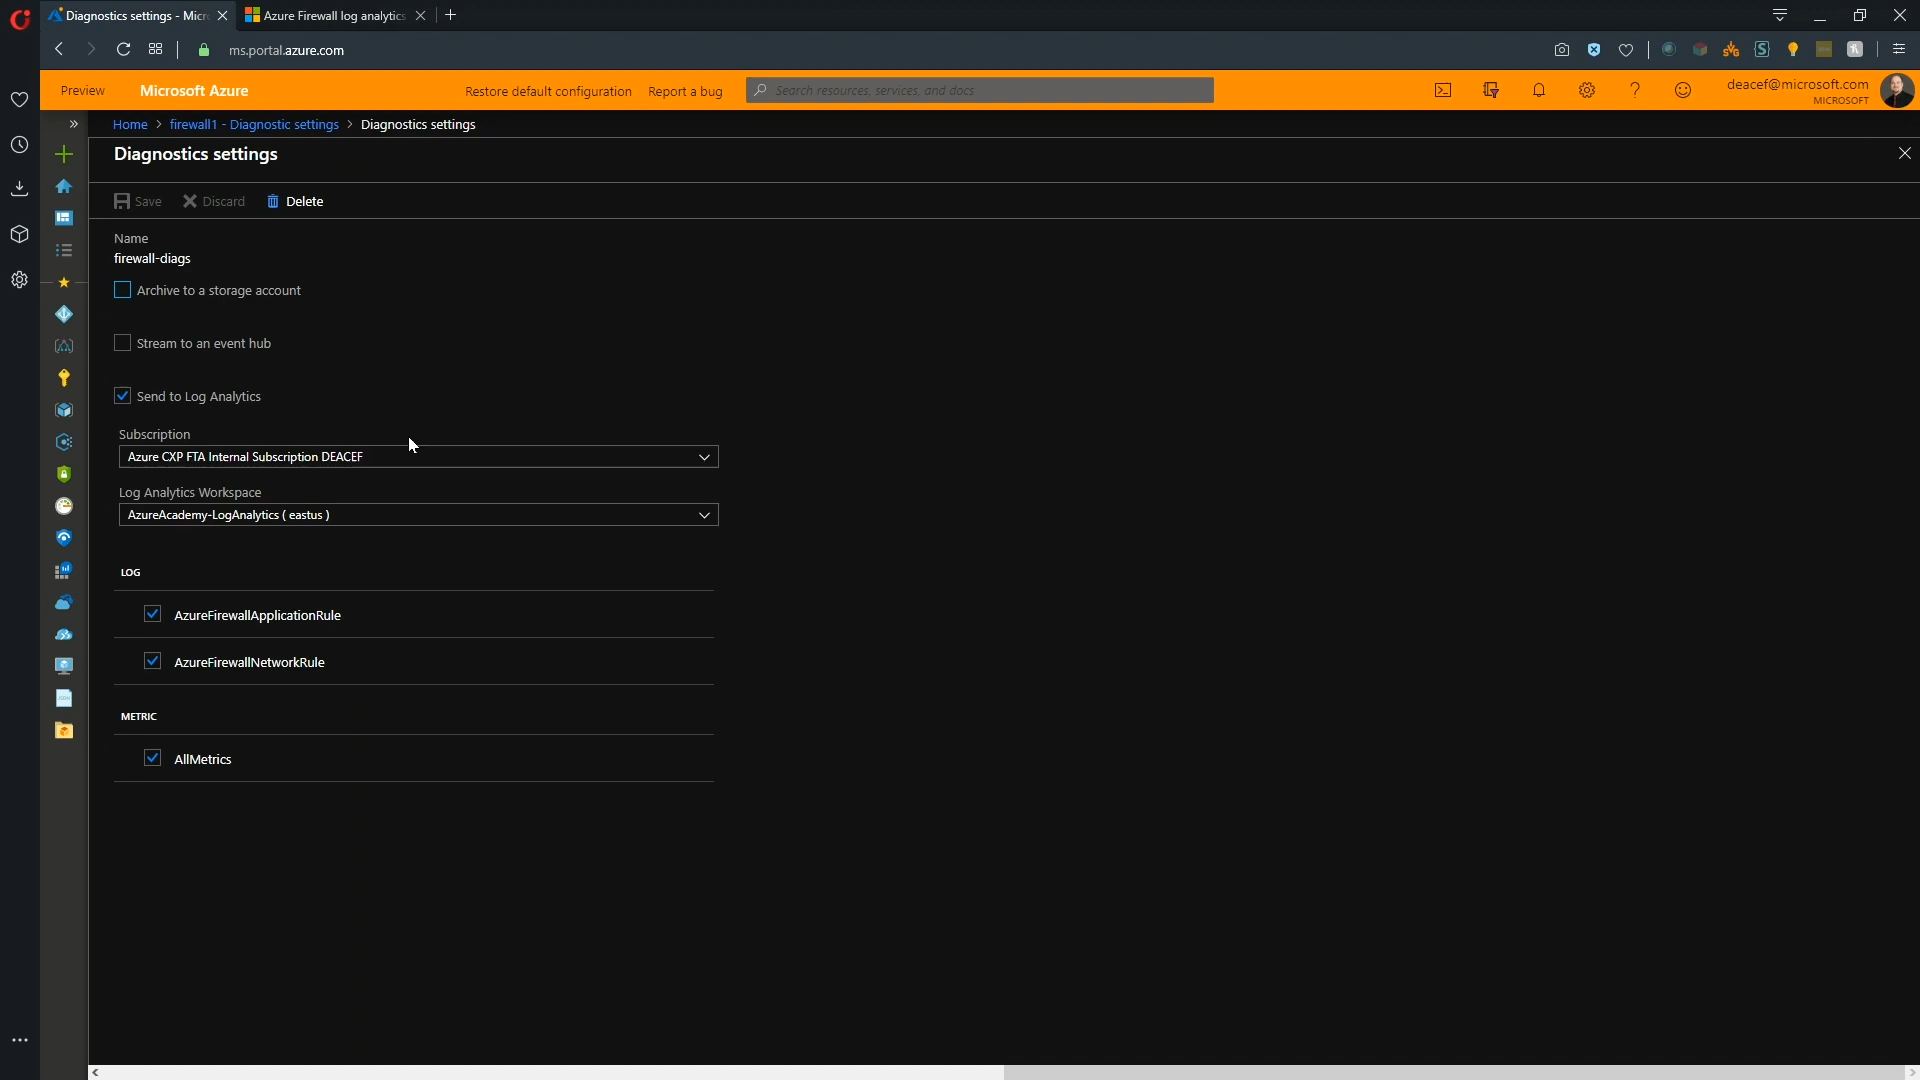 Diagnostics settings - Micr
Azure Firewall log analytics
ms.portal.azure.com
Preview
Microsoft Azure
Restore default configuration
Report a bug
Search resources, services, and docs
deacef@microsoft.com
MICROSOFT
Home > firewall1 - Diagnostic settings > Diagnostics settings
Diagnostics settings
Save
Discard
Delete
Name
firewall-diags
Archive to a storage account
Stream to an event hub
Send to Log Analytics
Subscription
Azure CXP FTA Internal Subscription DEACEF
Log Analytics Workspace
AzureAcademy-LogAnalytics ( eastus )
LOG
AzureFirewallApplicationRule
AzureFirewallNetworkRule
METRIC
AllMetrics